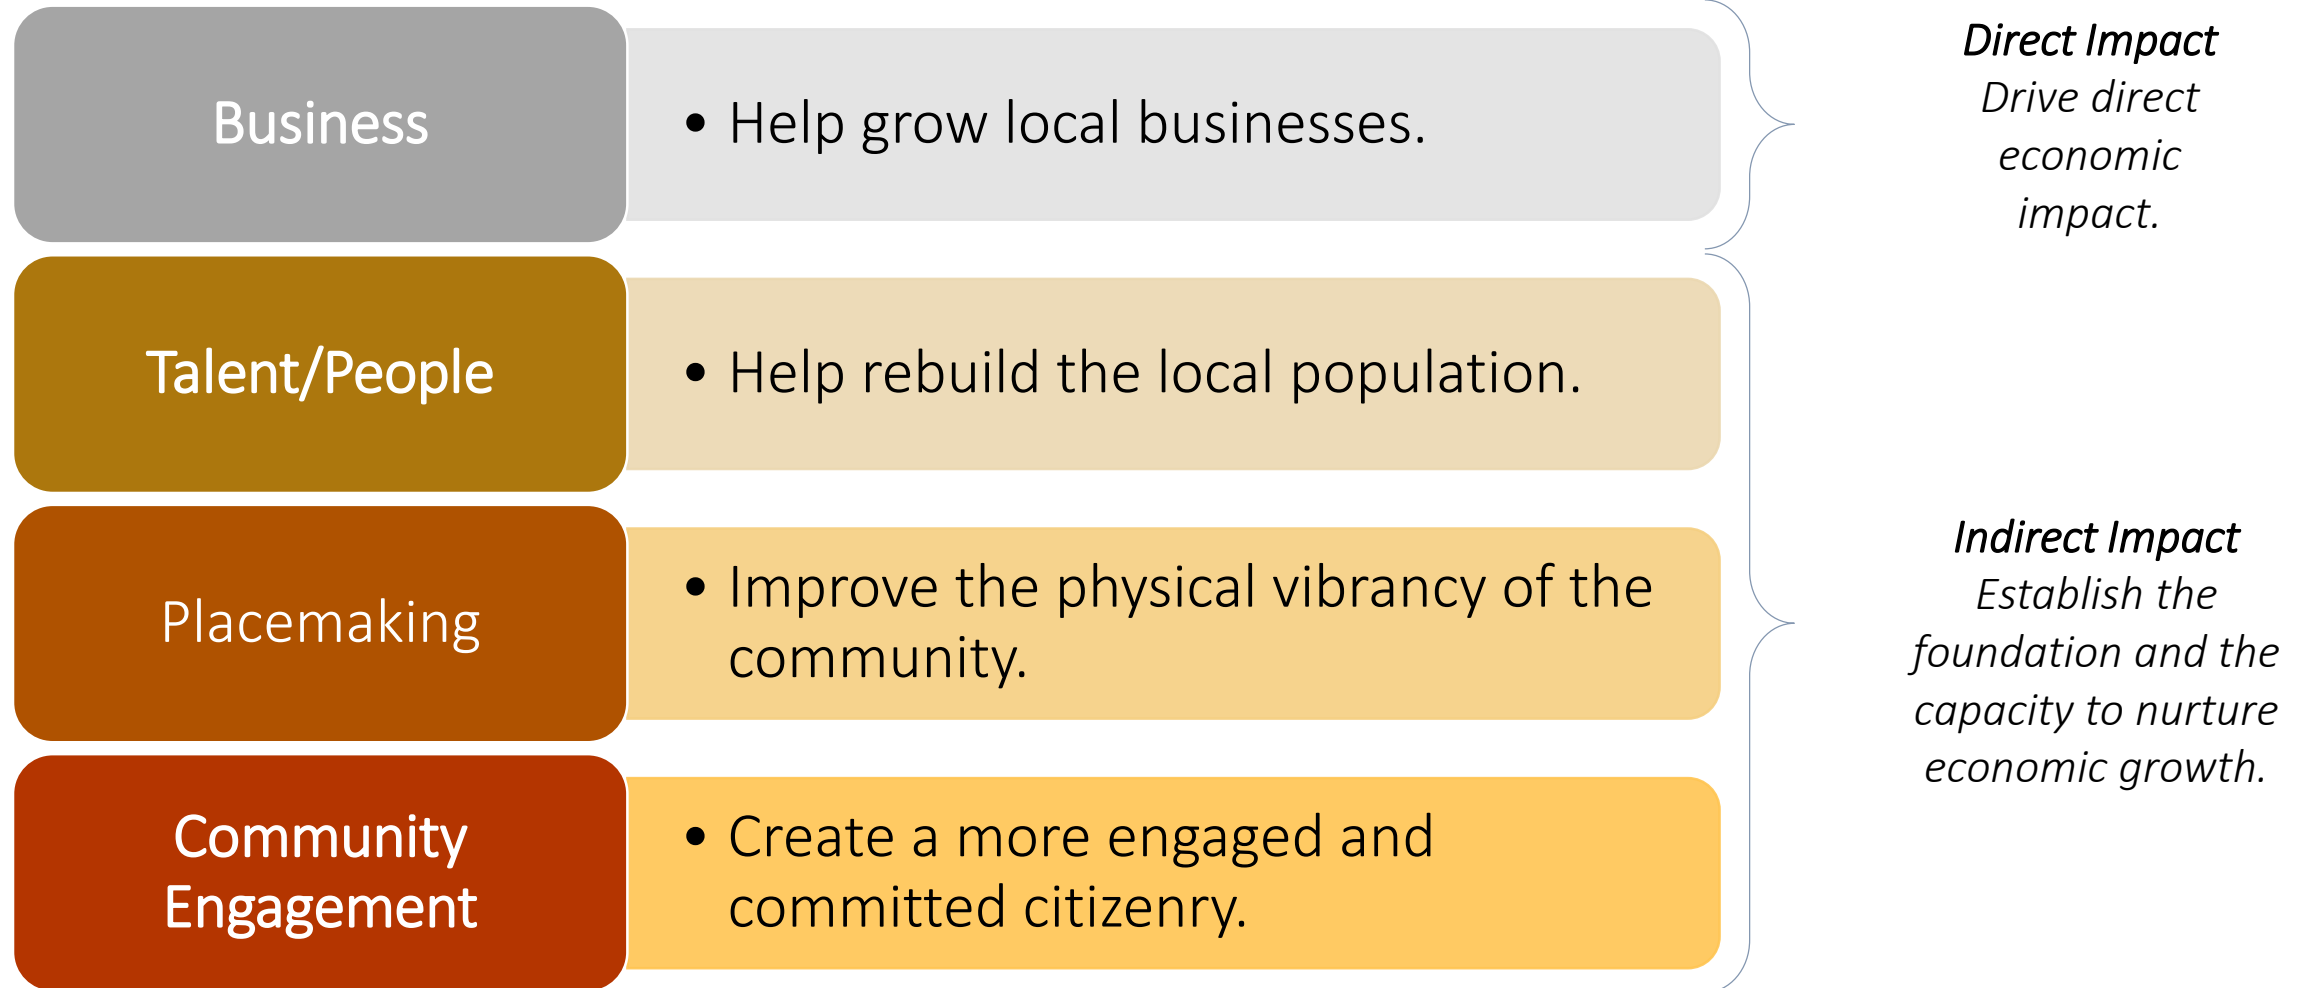 Business
• Help grow local businesses.
Direct Impact
Drive direct
economic
impact.
Talent/People
• Help rebuild the local population.
Placemaking
• Improve the physical vibrancy of the
community.
Indirect Impact
Establish the
foundation and the
capacity to nurture
economic growth.
Community
Engagement
• Create a more engaged and
committed citizenry.